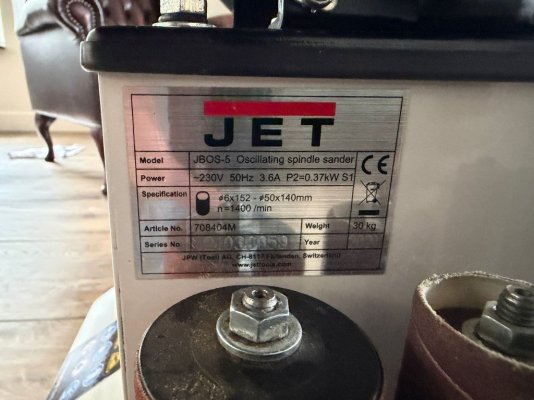 JET
Model JBOS-5 Oscillating spindle sander
Power ~230V 50Hz 3.6A P2=0.37kW S1
Specification ø6x152 - ø50x140mm
n=1400 /min
Article No. 708404M Weight 30 kg
Series No. Year
JPW (Tool) AG, CH-8117 Fällanden, Switzerland
www.jettools.com
CE